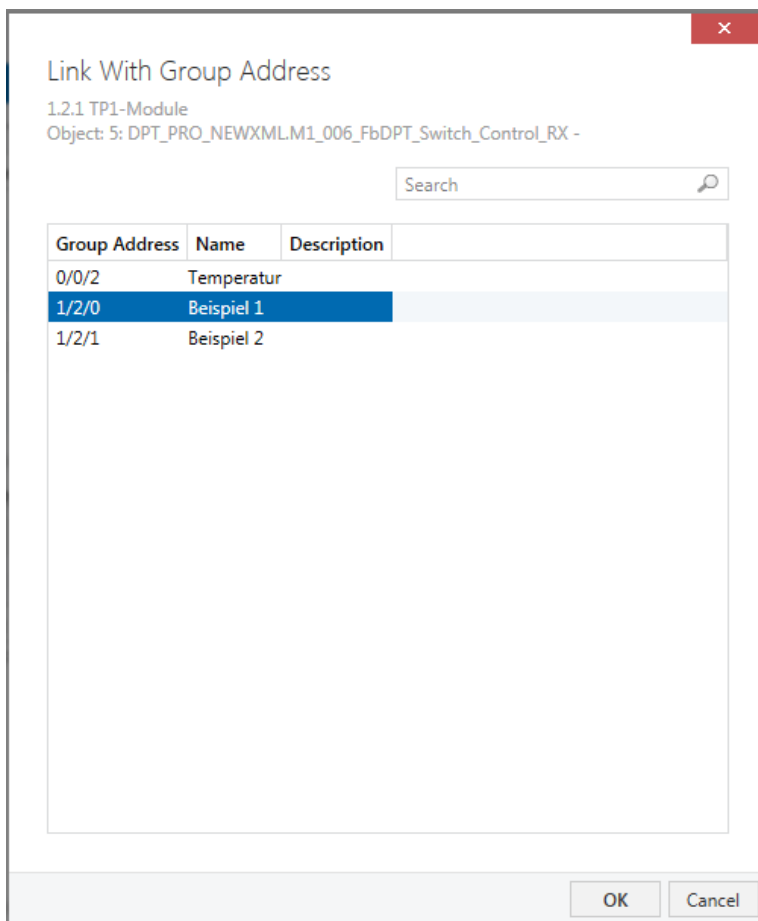 Link With Group Address
1.2.1 TP1-Module
Object: 5: DPT_PRO_NEWXML.M1_006_FbDPT_Switch_Control_RX -
Search
Group Address Name Description
0/0/2 Temperatur
1/2/0 Beispiel 1
1/2/1 Beispiel 2
OK Cancel